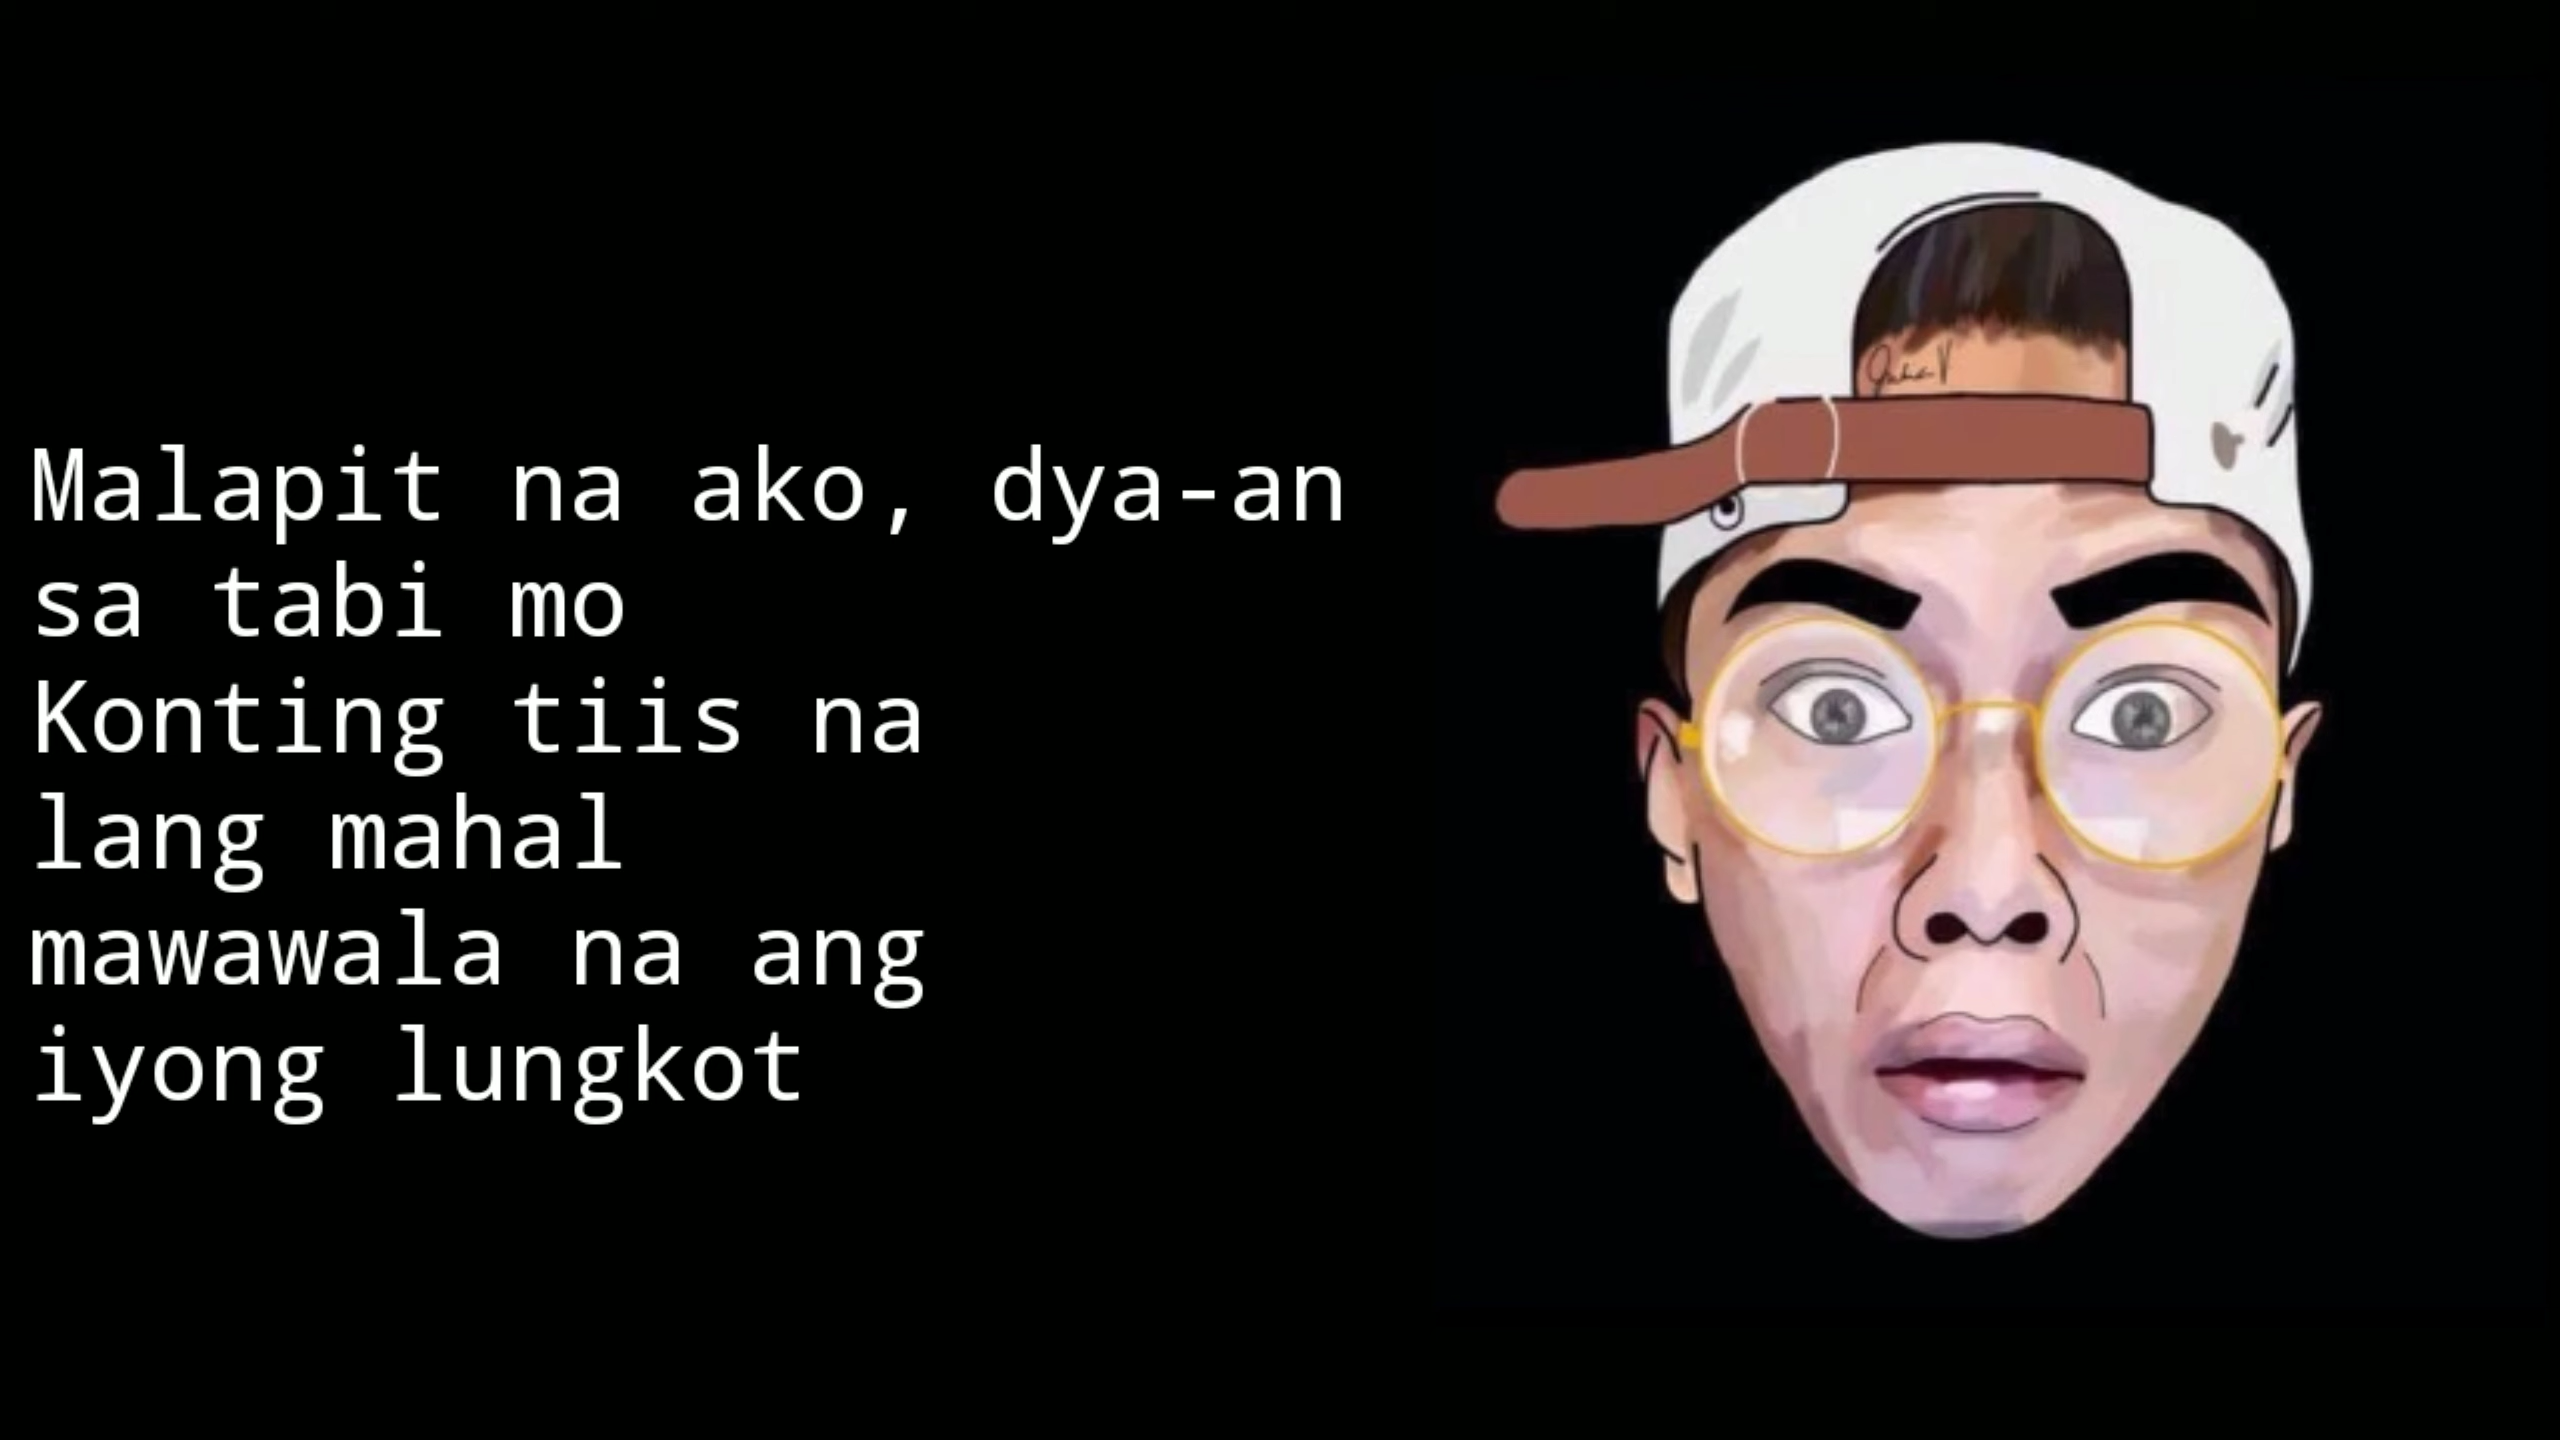 Malapit na ako, dya-an
sa tabi mo
Konting tiis na
lang mahal
mawawala na ang
iyong lungkot